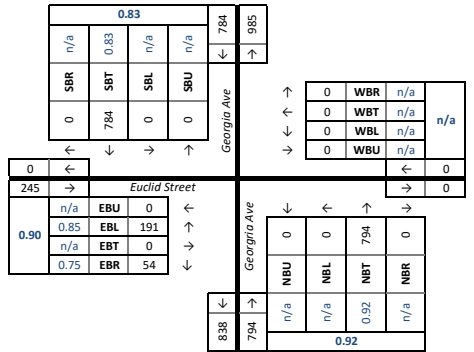 0.83
784
985
n/a
0.83
n/a
n/a
↓
↑
SBR
SBT
SBL
SBU
0
784
0
0
Georgia Ave
← ↓ → ↑
↑ 0 WBR n/a
← 0 WBT n/a
↓ 0 WBL n/a
→ 0 WBU n/a
n/a
0 ←
← 0
245 → Euclid Street
→ 0
0.90
n/a EBU 0 ←
0.85 EBL 191 ↑
n/a EBT 0 →
0.75 EBR 54 ↓
Georgria Ave
↓ ← ↑ →
0
0
794
0
NBU
NBL
NBT
NBR
↓
↑
n/a
n/a
0.92
n/a
838
794
0.92